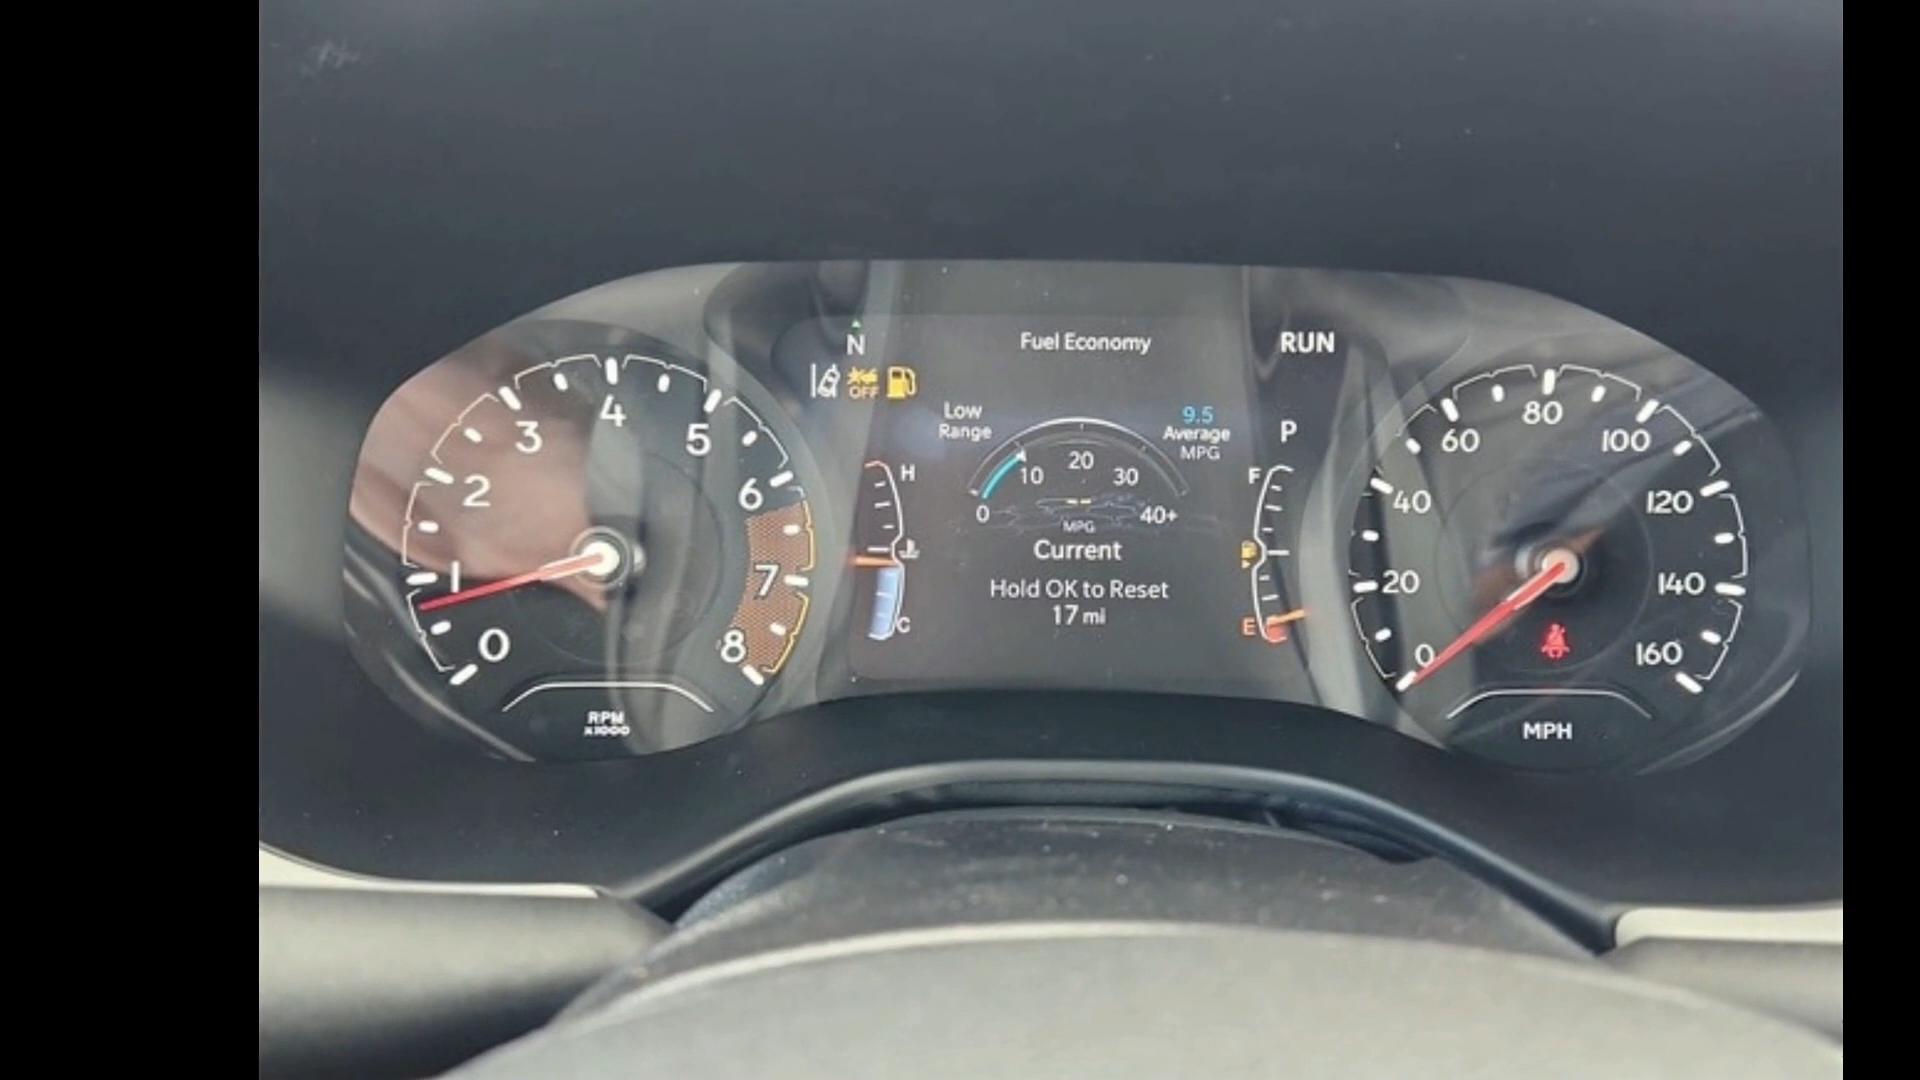 N
Fuel Economy
RUN
OFF
Low
Range
9.5
Average
MPG
P
0
10
20
30
40+
MPG
Current
Hold OK to Reset
17 mi
H
C
F
E
0
1
2
3
4
5
6
7
8
RPM
x1000
0
20
40
60
80
100
120
140
160
MPH